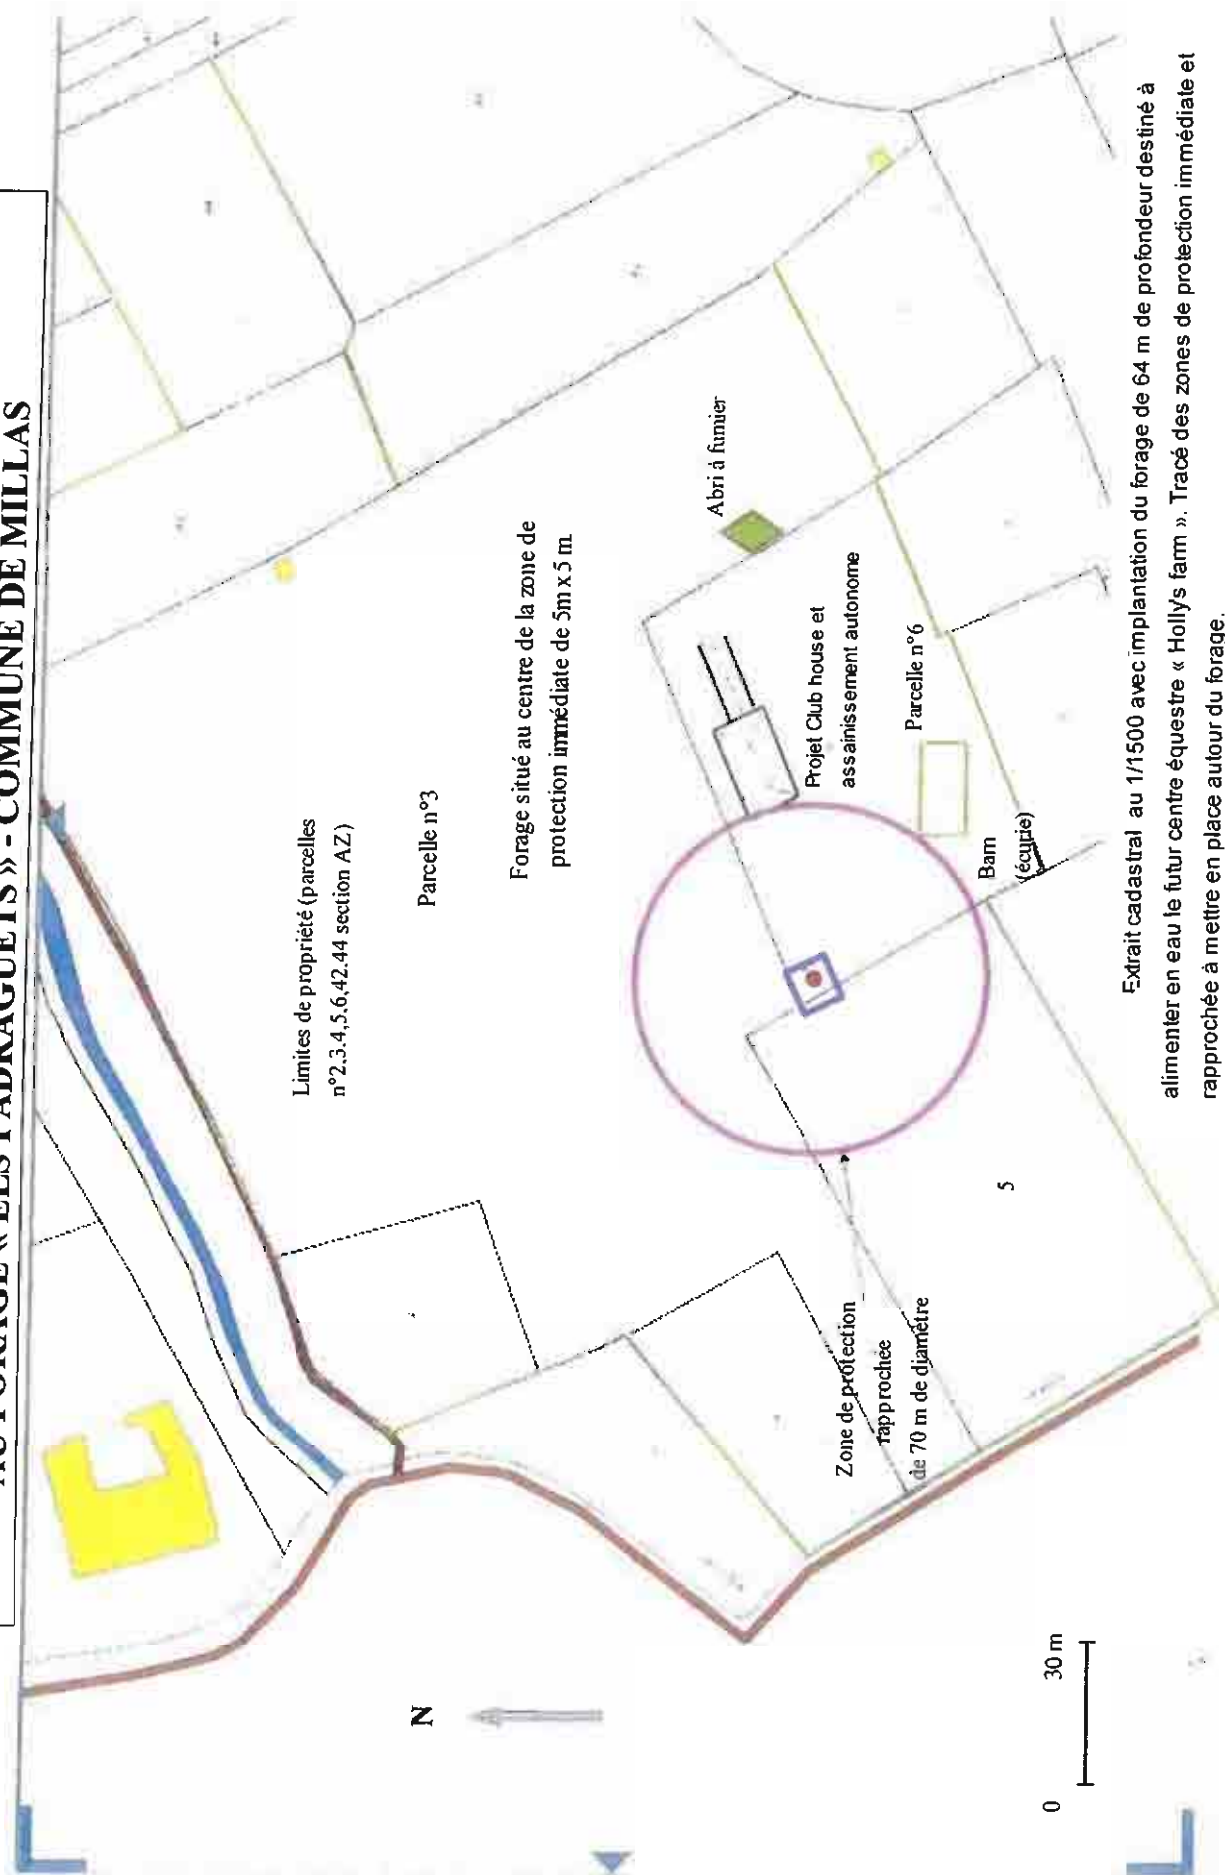 AU FORAGE « ELS PADRAGUETS » - COMMUNE DE MILLAS
Limites de propriété (parcelles
n°2.3.4,5.6,42.44 section AZ)
Parcelle n°3
Forage situé au centre de la zone de
protection immédiate de 5m x 5 m.
Abri à fumier
Projet Club house et
assainissement autonome
Parcelle n°6
Barn
(écurie)
5
Zone de protection
rapprochée
de 70 m de diamètre
N
0
30 m
Extrait cadastral au 1/1500 avec implantation du forage de 64 m de profondeur destiné à
alimenter en eau le futur centre équestre « Holly's farm ». Tracé des zones de protection immédiate et
rapprochée à mettre en place autour du forage.